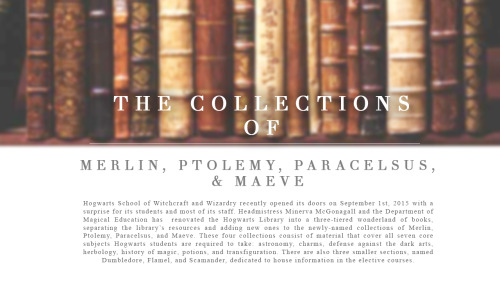 THE COLLECTIONS
OF
MERLIN, PTOLEMY, PARACELSUS,
& MAEVE
Hogwarts School of Witchcraft and Wizardry recently opened its doors on September 1st, 2015 with a
surprise for its students and most of its staff. Headmistress Minerva McGonagall and the Department of
Magical Education has renovated the Hogwarts Library into a three-tiered wonderland of books,
separating the library's resources and adding new ones to the newly-named collections of Merlin,
Ptolemy, Paracelsus, and Maeve. These four collections consist of material that cover all seven core
subjects Hogwarts students are required to take: astronomy, charms, defense against the dark arts,
herbology, history of magic, potions, and transfiguration. There are also three smaller sections, named
Dumbledore, Flamel, and Scamander, dedicated to house information in the elective courses.